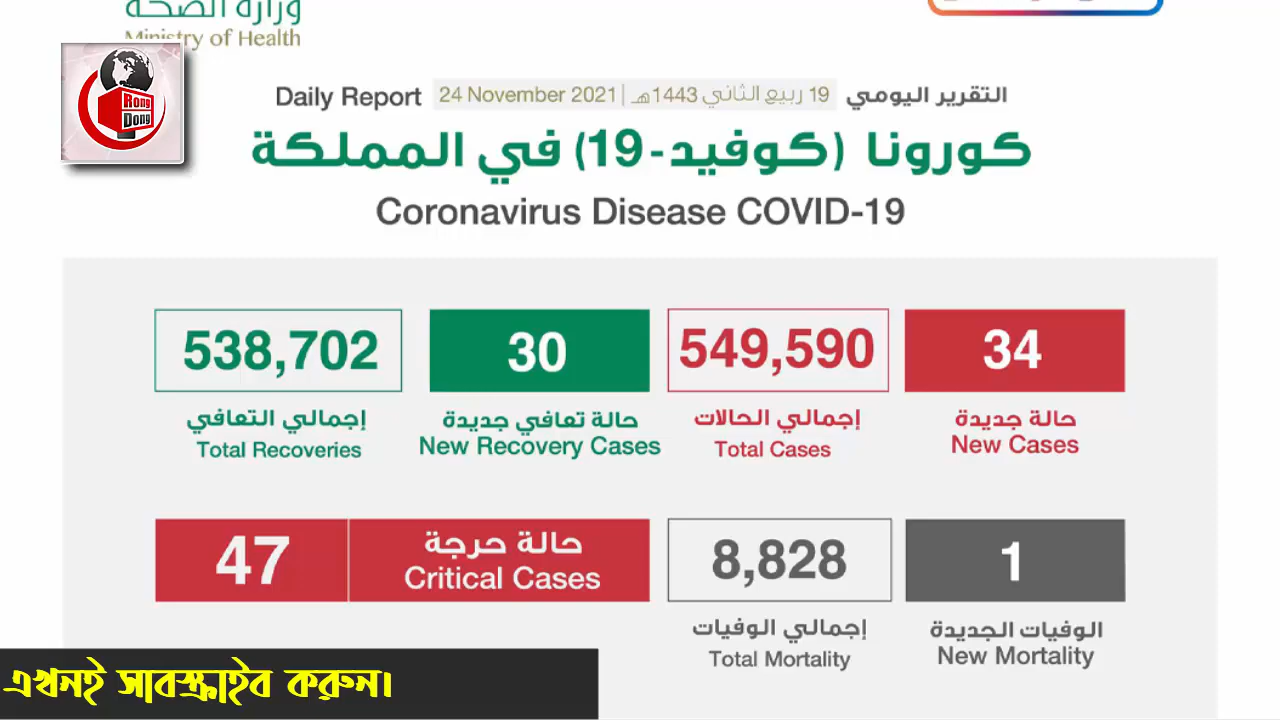 وزارة الصحة
Ministry of Health
Rong
Dong
Daily Report 24 November 2021 | 19 ربيع الثاني 1443هـ التقرير اليومي
كورونا (كوفيد-19) في المملكة
Coronavirus Disease COVID-19
538,702 30 549,590 34
إجمالي التعافي حالة تعافي جديدة إجمالي الحالات حالة جديدة
Total Recoveries New Recovery Cases Total Cases New Cases
47 حالة حرجة 8,828 1
Critical Cases
إجمالي الوفيات الوفيات الجديدة
Total Mortality New Mortality
এখনই সাবস্ক্রাইব করুন।